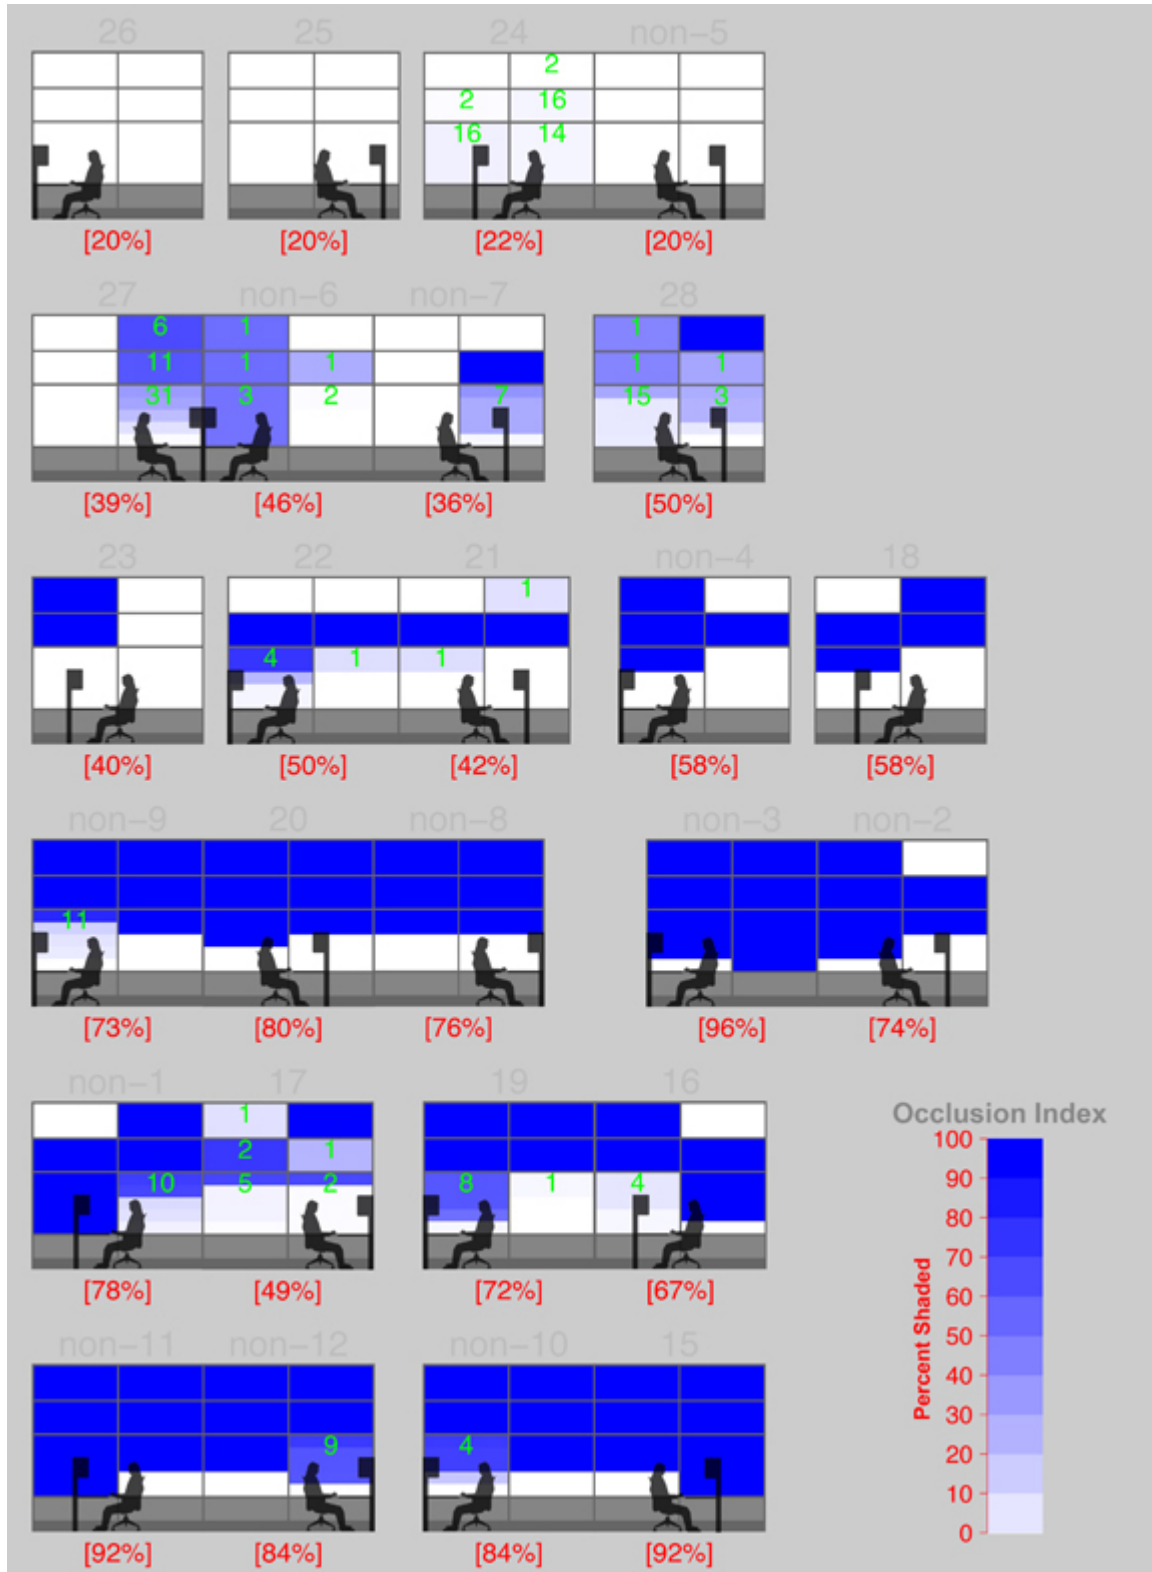 26 25 24 non-5
2
2 16
16 14
[20%] [20%] [22%] [20%]
27 non-6 non-7 28
6 1 1
11 1 1 1 1
31 3 2 7 15 3
[39%] [46%] [36%] [50%]
23 22 21 non-4 18
1
4 1 1
[40%] [50%] [42%] [58%] [58%]
non-9 20 non-8 non-3 non-2
11
[73%] [80%] [76%] [96%] [74%]
non-1 17 19 16
1
2 1
10 5 2 8 1 4
[78%] [49%] [72%] [67%]
non-11 non-12 non-10 15
9 4
[92%] [84%] [84%] [92%]
Occlusion Index
Percent Shaded
100
90
80
70
60
50
40
30
20
10
0